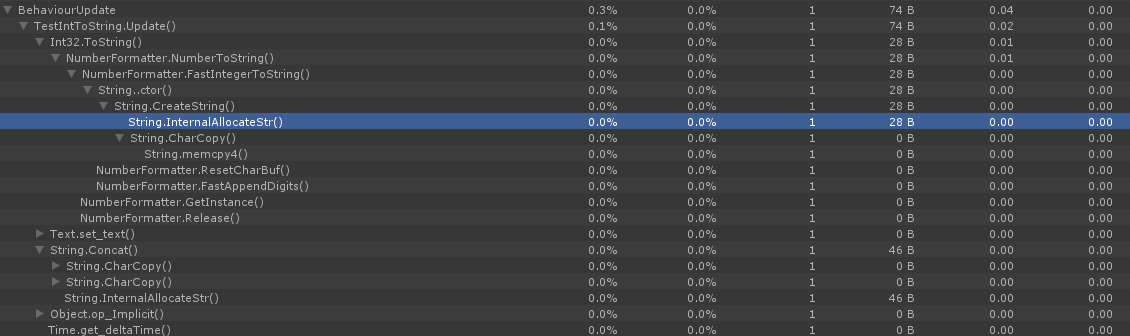 BehaviourUpdate 0.3% 0.0% 1 74 B 0.04 0.00
TestIntToString.Update() 0.1% 0.0% 1 74 B 0.02 0.00
Int32.ToString() 0.0% 0.0% 1 28 B 0.01 0.00
NumberFormatter.NumberToString() 0.0% 0.0% 1 28 B 0.01 0.00
NumberFormatter.FastIntegerToString() 0.0% 0.0% 1 28 B 0.00 0.00
String..ctor() 0.0% 0.0% 1 28 B 0.00 0.00
String.CreateString() 0.0% 0.0% 1 28 B 0.00 0.00
String.InternalAllocateStr() 0.0% 0.0% 1 28 B 0.00 0.00
String.CharCopy() 0.0% 0.0% 1 0 B 0.00 0.00
String.memcpy4() 0.0% 0.0% 1 0 B 0.00 0.00
NumberFormatter.ResetCharBuf() 0.0% 0.0% 1 0 B 0.00 0.00
NumberFormatter.FastAppendDigits() 0.0% 0.0% 1 0 B 0.00 0.00
NumberFormatter.GetInstance() 0.0% 0.0% 1 0 B 0.00 0.00
NumberFormatter.Release() 0.0% 0.0% 1 0 B 0.00 0.00
Text.set_text() 0.0% 0.0% 1 0 B 0.00 0.00
String.Concat() 0.0% 0.0% 1 46 B 0.00 0.00
String.CharCopy() 0.0% 0.0% 1 0 B 0.00 0.00
String.CharCopy() 0.0% 0.0% 1 0 B 0.00 0.00
String.InternalAllocateStr() 0.0% 0.0% 1 46 B 0.00 0.00
Object.op_Implicit() 0.0% 0.0% 1 0 B 0.00 0.00
Time.get_deltaTime() 0.0% 0.0% 1 0 B 0.00 0.00